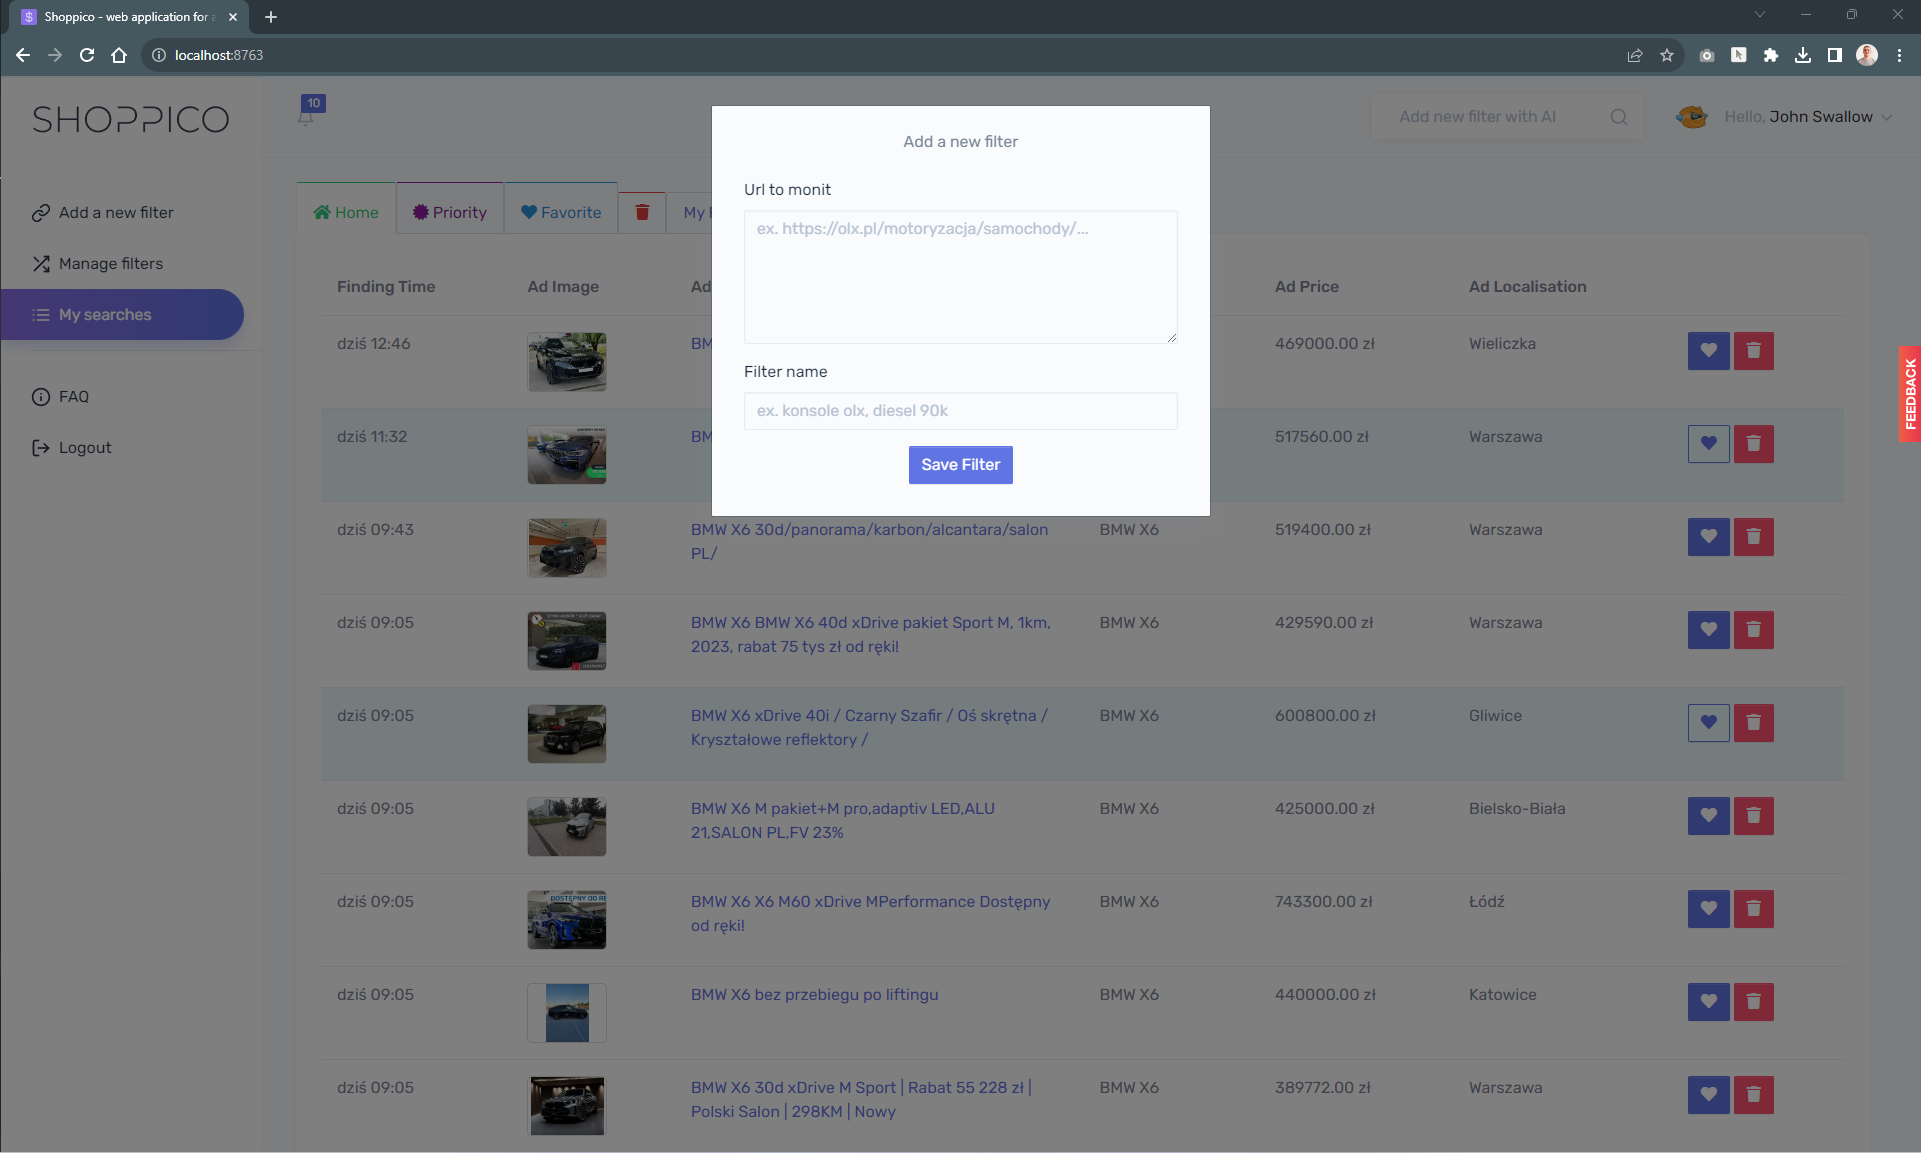 Shoppico - web application for a
localhost:8763
SHOPPICO
10
Add new filter with AI
Hello, John Swallow
Add a new filter
Manage filters
My searches
FAQ
Logout
Home
Priority
Favorite
My
Add a new filter
Url to monit
ex. https://olx.pl/motoryzacja/samochody/...
Filter name
ex. konsole olx, diesel 90k
Save Filter
FEEDBACK
Finding Time
Ad Image
Ad
Ad Price
Ad Localisation
dziś 12:46
BM
469000.00 zł
Wieliczka
dziś 11:32
BM
517560.00 zł
Warszawa
dziś 09:43
BMW X6 30d/panorama/karbon/alcantara/salon
PL/
BMW X6
519400.00 zł
Warszawa
dziś 09:05
BMW X6 BMW X6 40d xDrive pakiet Sport M, 1km,
2023, rabat 75 tys zł od ręki!
BMW X6
429590.00 zł
Warszawa
dziś 09:05
BMW X6 xDrive 40i / Czarny Szafir / Oś skrętna /
Kryształowe reflektory /
BMW X6
600800.00 zł
Gliwice
dziś 09:05
BMW X6 M pakiet+M pro,adaptiv LED,ALU
21,SALON PL,FV 23%
BMW X6
425000.00 zł
Bielsko-Biała
dziś 09:05
DOSTĘPNY OD RĘ
BMW X6 X6 M60 xDrive MPerformance Dostępny
od ręki!
BMW X6
743300.00 zł
Łódź
dziś 09:05
BMW X6 bez przebiegu po liftingu
BMW X6
440000.00 zł
Katowice
dziś 09:05
BMW X6 30d xDrive M Sport | Rabat 55 228 zł |
Polski Salon | 298KM | Nowy
BMW X6
389772.00 zł
Warszawa